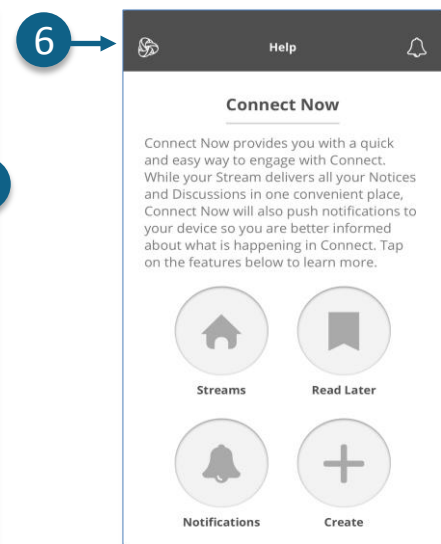 6
Help
Connect Now
Connect Now provides you with a quick
and easy way to engage with Connect.
While your Stream delivers all your Notices
and Discussions in one convenient place,
Connect Now will also push notifications to
your device so you are better informed
about what is happening in Connect. Tap
on the features below to learn more.
Streams
Read Later
Notifications
Create